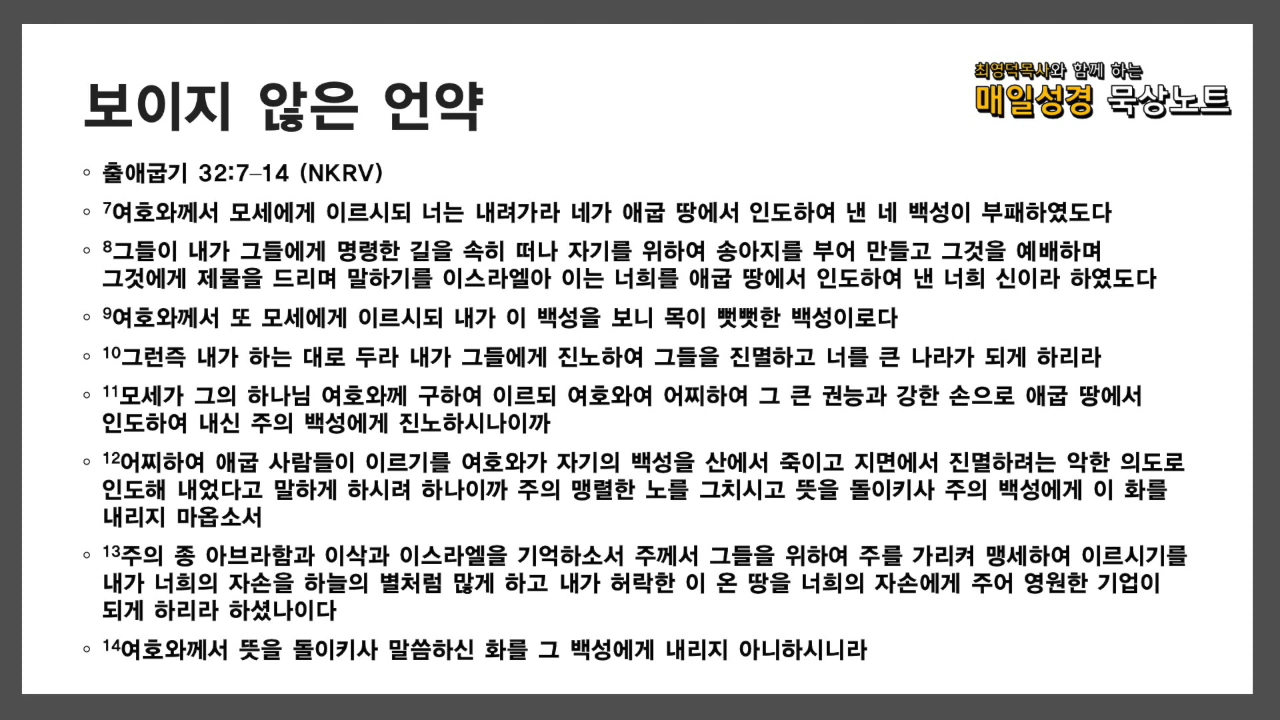 보이지 않은 언약
최영덕목사와 함께 하는
매일성경 묵상노트
◦ 출애굽기 32:7–14 (NKRV)
◦ 7여호와께서 모세에게 이르시되 너는 내려가라 네가 애굽 땅에서 인도하여 낸 네 백성이 부패하였도다
◦ 8그들이 내가 그들에게 명령한 길을 속히 떠나 자기를 위하여 송아지를 부어 만들고 그것을 예배하며
그것에게 제물을 드리며 말하기를 이스라엘아 이는 너희를 애굽 땅에서 인도하여 낸 너희 신이라 하였도다
◦ 9여호와께서 또 모세에게 이르시되 내가 이 백성을 보니 목이 뻣뻣한 백성이로다
◦ 10그런즉 내가 하는 대로 두라 내가 그들에게 진노하여 그들을 진멸하고 너를 큰 나라가 되게 하리라
◦ 11모세가 그의 하나님 여호와께 구하여 이르되 여호와여 어찌하여 그 큰 권능과 강한 손으로 애굽 땅에서
인도하여 내신 주의 백성에게 진노하시나이까
◦ 12어찌하여 애굽 사람들이 이르기를 여호와가 자기의 백성을 산에서 죽이고 지면에서 진멸하려는 악한 의도로
인도해 내었다고 말하게 하시려 하나이까 주의 맹렬한 노를 그치시고 뜻을 돌이키사 주의 백성에게 이 화를
내리지 마옵소서
◦ 13주의 종 아브라함과 이삭과 이스라엘을 기억하소서 주께서 그들을 위하여 주를 가리켜 맹세하여 이르시기를
내가 너희의 자손을 하늘의 별처럼 많게 하고 내가 허락한 이 온 땅을 너희의 자손에게 주어 영원한 기업이
되게 하리라 하셨나이다
◦ 14여호와께서 뜻을 돌이키사 말씀하신 화를 그 백성에게 내리지 아니하시니라